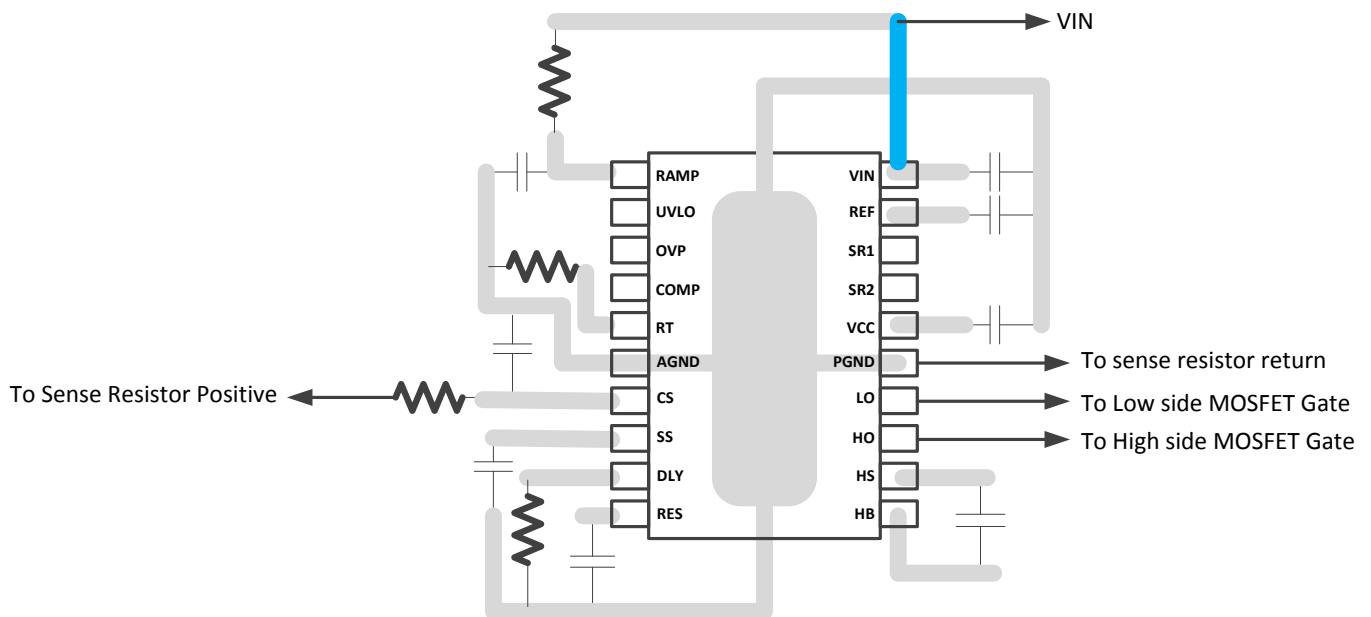 VIN
RAMP
VIN
UVLO
REF
OVP
SR1
COMP
SR2
RT
VCC
AGND
PGND
To sense resistor return
To Sense Resistor Positive
CS
LO
To Low side MOSFET Gate
SS
HO
To High side MOSFET Gate
DLY
HS
RES
HB